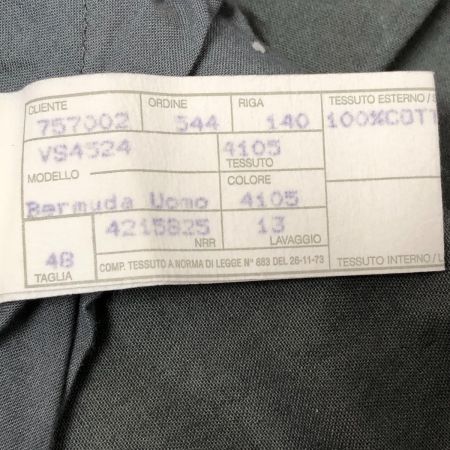 CLIENTE ORDINE RIGA TESSUTO ESTERNO /
757002 344 140 100%COTT
VS4524 4105
MODELLO TESSUTO
COLORE
Bermuda Uomo 4105
4215825 13
NRR LAVAGGIO
48
TAGLIA COMP. TESSUTO A NORMA DI LEGGE N° 883 DEL 26-11-73 TESSUTO INTERNO /